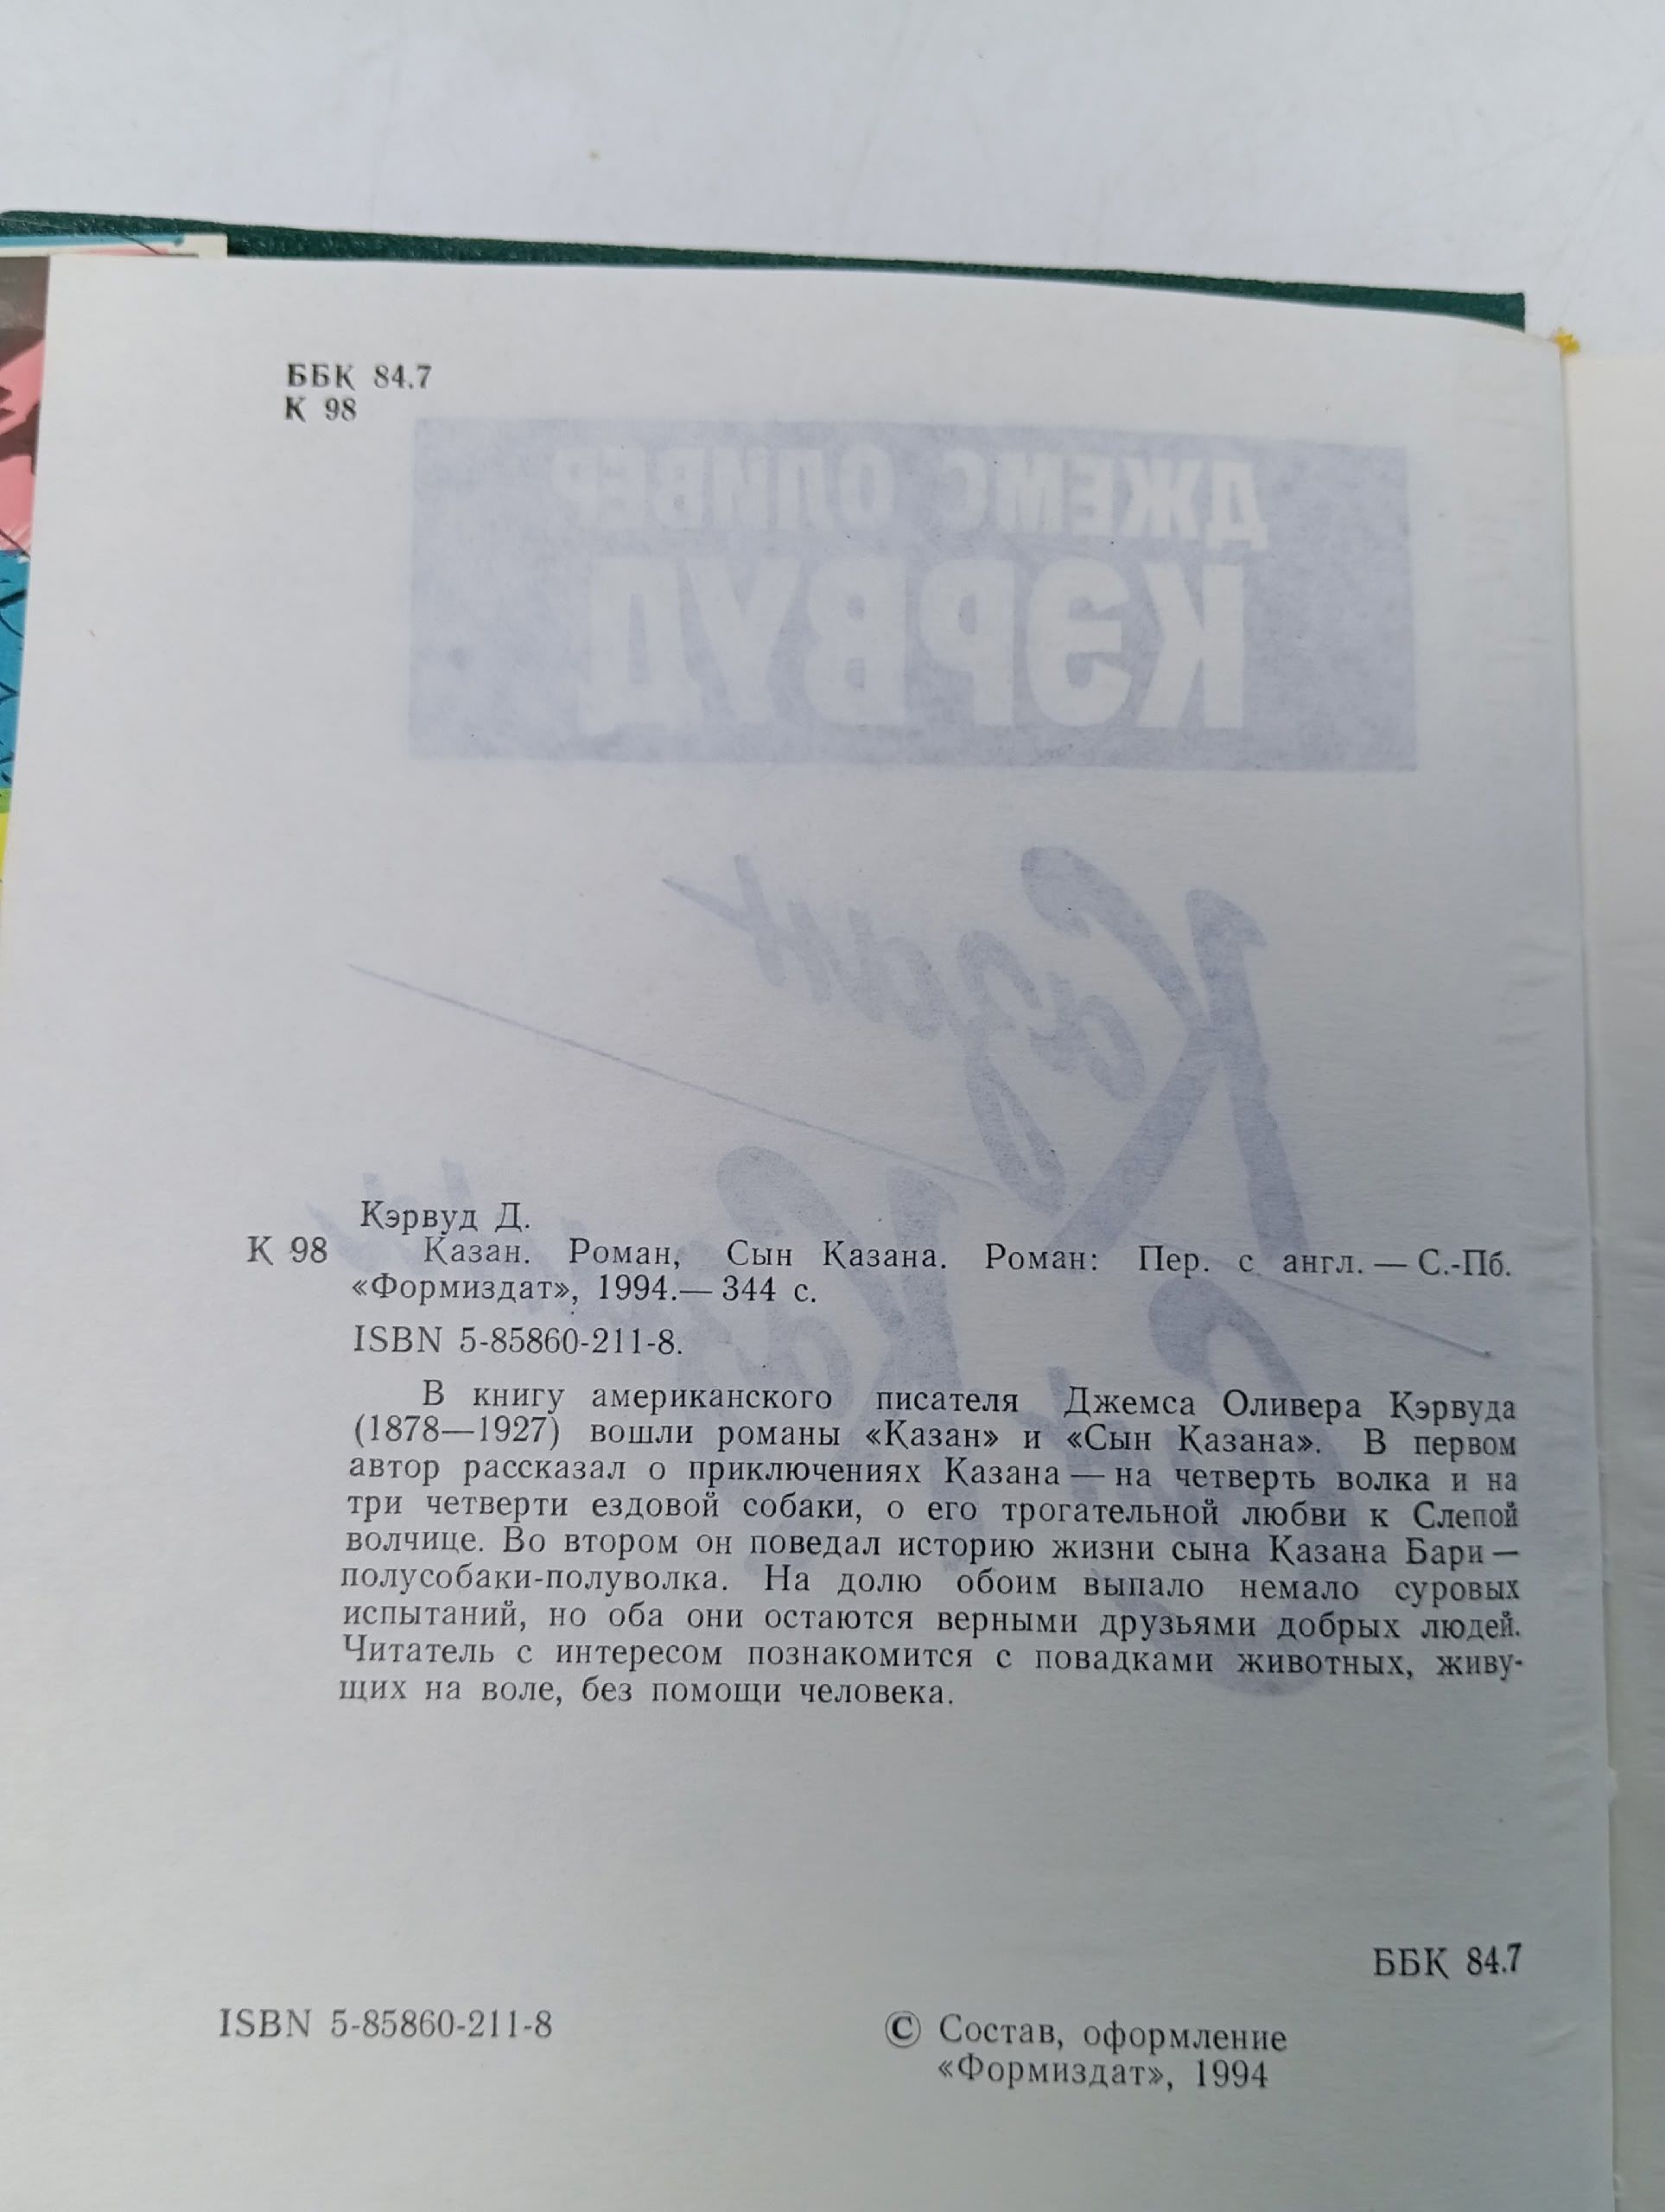 ББК 84.7
К 98
ДЖЕМС ОЛИВЕР
КЭРВУД
Казан
Кэрвуд Д.
К 98 Казан. Роман, Сын Казана. Роман: Пер. с англ. — С.-Пб.
«Формиздат», 1994.— 344 с.
ISBN 5-85860-211-8.
В книгу американского писателя Джемса Оливера Кэрвуда
(1878—1927) вошли романы «Казан» и «Сын Казана». В первом
автор рассказал о приключениях Казана — на четверть волка и на
три четверти ездовой собаки, о его трогательной любви к Слепой
волчице. Во втором он поведал историю жизни сына Казана Бари —
полусобаки-полуволка. На долю обоим выпало немало суровых
испытаний, но оба они остаются верными друзьями добрых людей.
Читатель с интересом познакомится с повадками животных, живу-
щих на воле, без помощи человека.
ББК 84.7
ISBN 5-85860-211-8
© Состав, оформление
«Формиздат», 1994